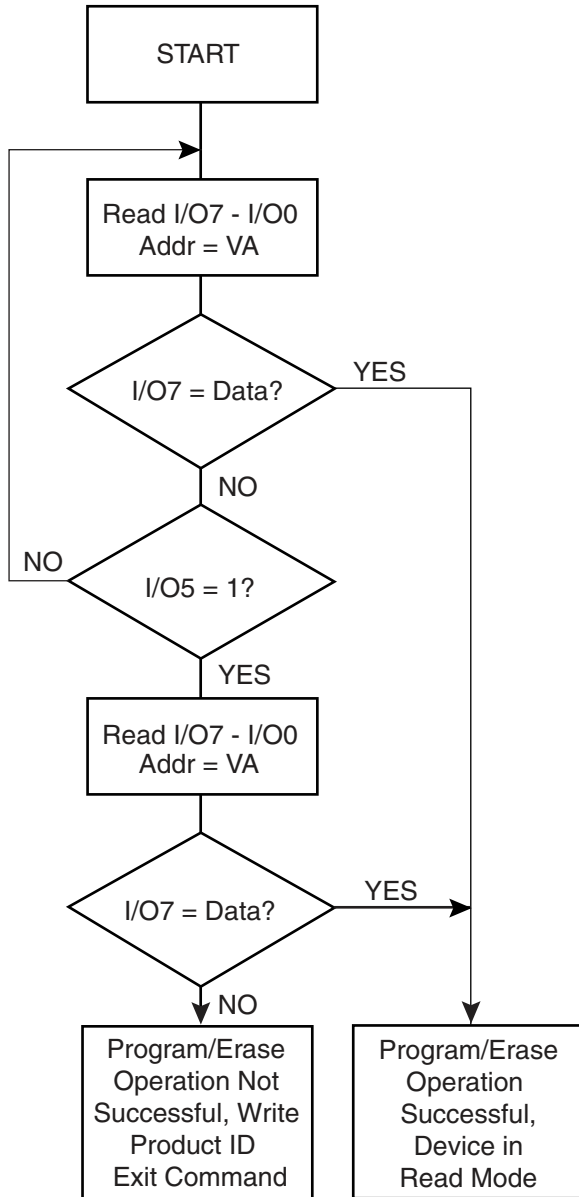 START
Read I/O7 - I/O0
Addr = VA
I/O7 = Data?
YES
NO
NO
I/O5 = 1?
YES
Read I/O7 - I/O0
Addr = VA
I/O7 = Data?
YES
NO
Program/Erase
Operation Not
Successful, Write
Product ID
Exit Command
Program/Erase
Operation
Successful,
Device in
Read Mode